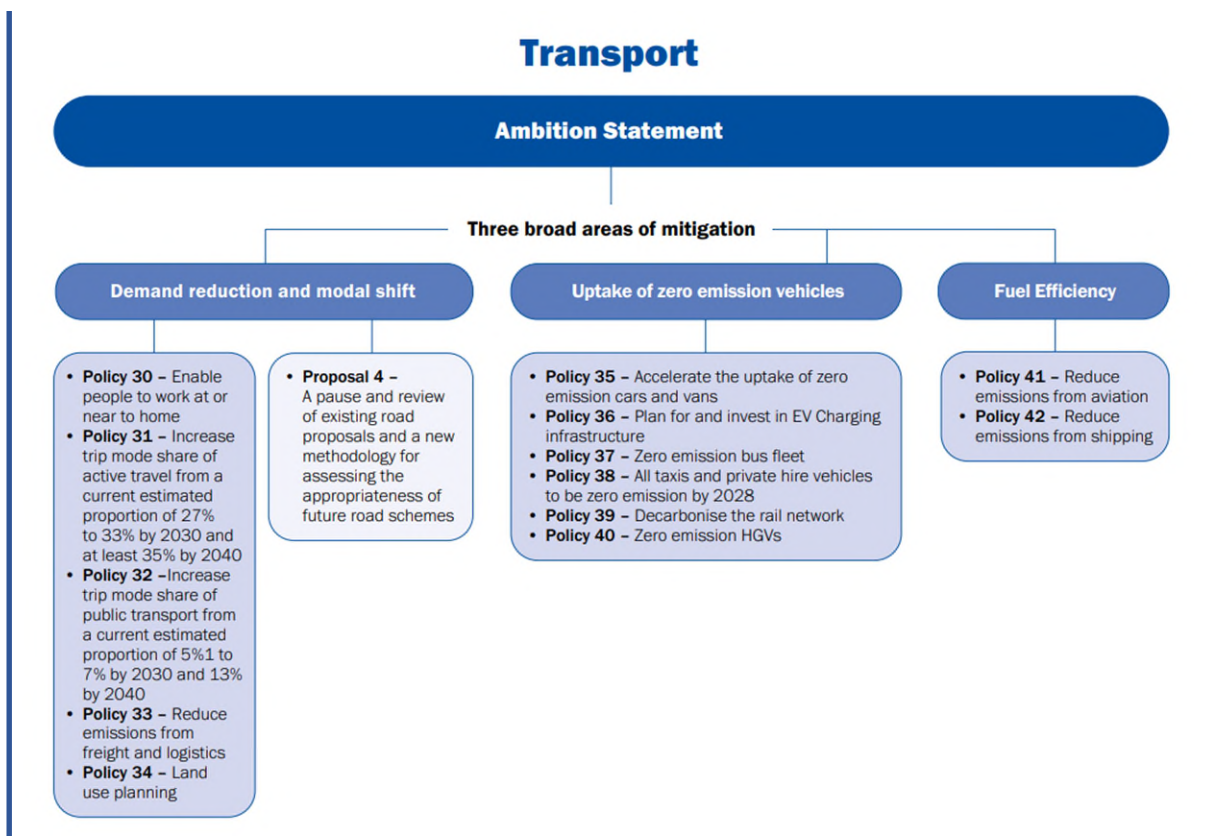 Transport
Ambition Statement
Three broad areas of mitigation
Demand reduction and modal shift
• Policy 30 – Enable
people to work at or
near to home
• Policy 31 – Increase
trip mode share of
active travel from a
current estimated
proportion of 27%
to 33% by 2030 and
at least 35% by 2040
• Policy 32 –Increase
trip mode share of
public transport from
a current estimated
proportion of 5%1 to
7% by 2030 and 13%
by 2040
• Policy 33 – Reduce
emissions from
freight and logistics
• Policy 34 – Land
use planning
• Proposal 4 –
A pause and review
of existing road
proposals and a new
methodology for
assessing the
appropriateness of
future road schemes
Uptake of zero emission vehicles
• Policy 35 – Accelerate the uptake of zero
emission cars and vans
• Policy 36 – Plan for and invest in EV Charging
infrastructure
• Policy 37 – Zero emission bus fleet
• Policy 38 – All taxis and private hire vehicles
to be zero emission by 2028
• Policy 39 – Decarbonise the rail network
• Policy 40 – Zero emission HGVs
Fuel Efficiency
• Policy 41 – Reduce
emissions from aviation
• Policy 42 – Reduce
emissions from shipping